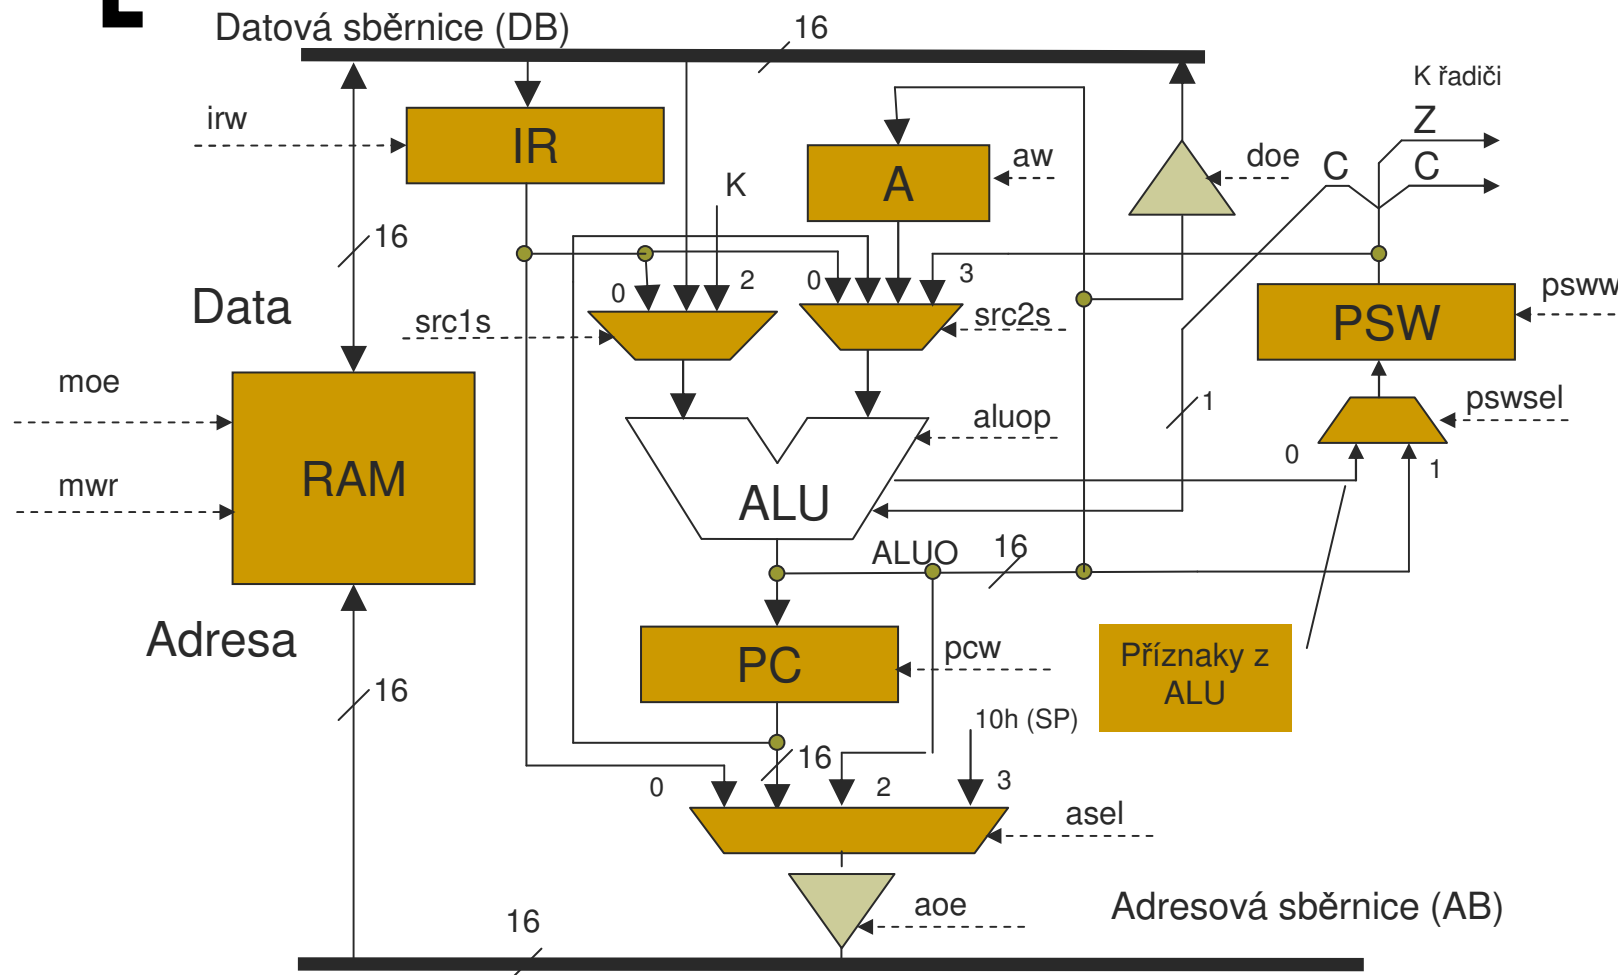 Datová sběrnice (DB)
16
K řadiči
Z
C
C
irw
IR
A
aw
doe
K
16
0
2
0
3
Data
src1s
src2s
PSW
psww
moe
aluop
1
pswsel
0
1
mwr
RAM
ALU
ALUO
16
Adresa
PC
pcw
Příznaky z
ALU
16
10h (SP)
16
0
2
3
asel
aoe
Adresová sběrnice (AB)
16